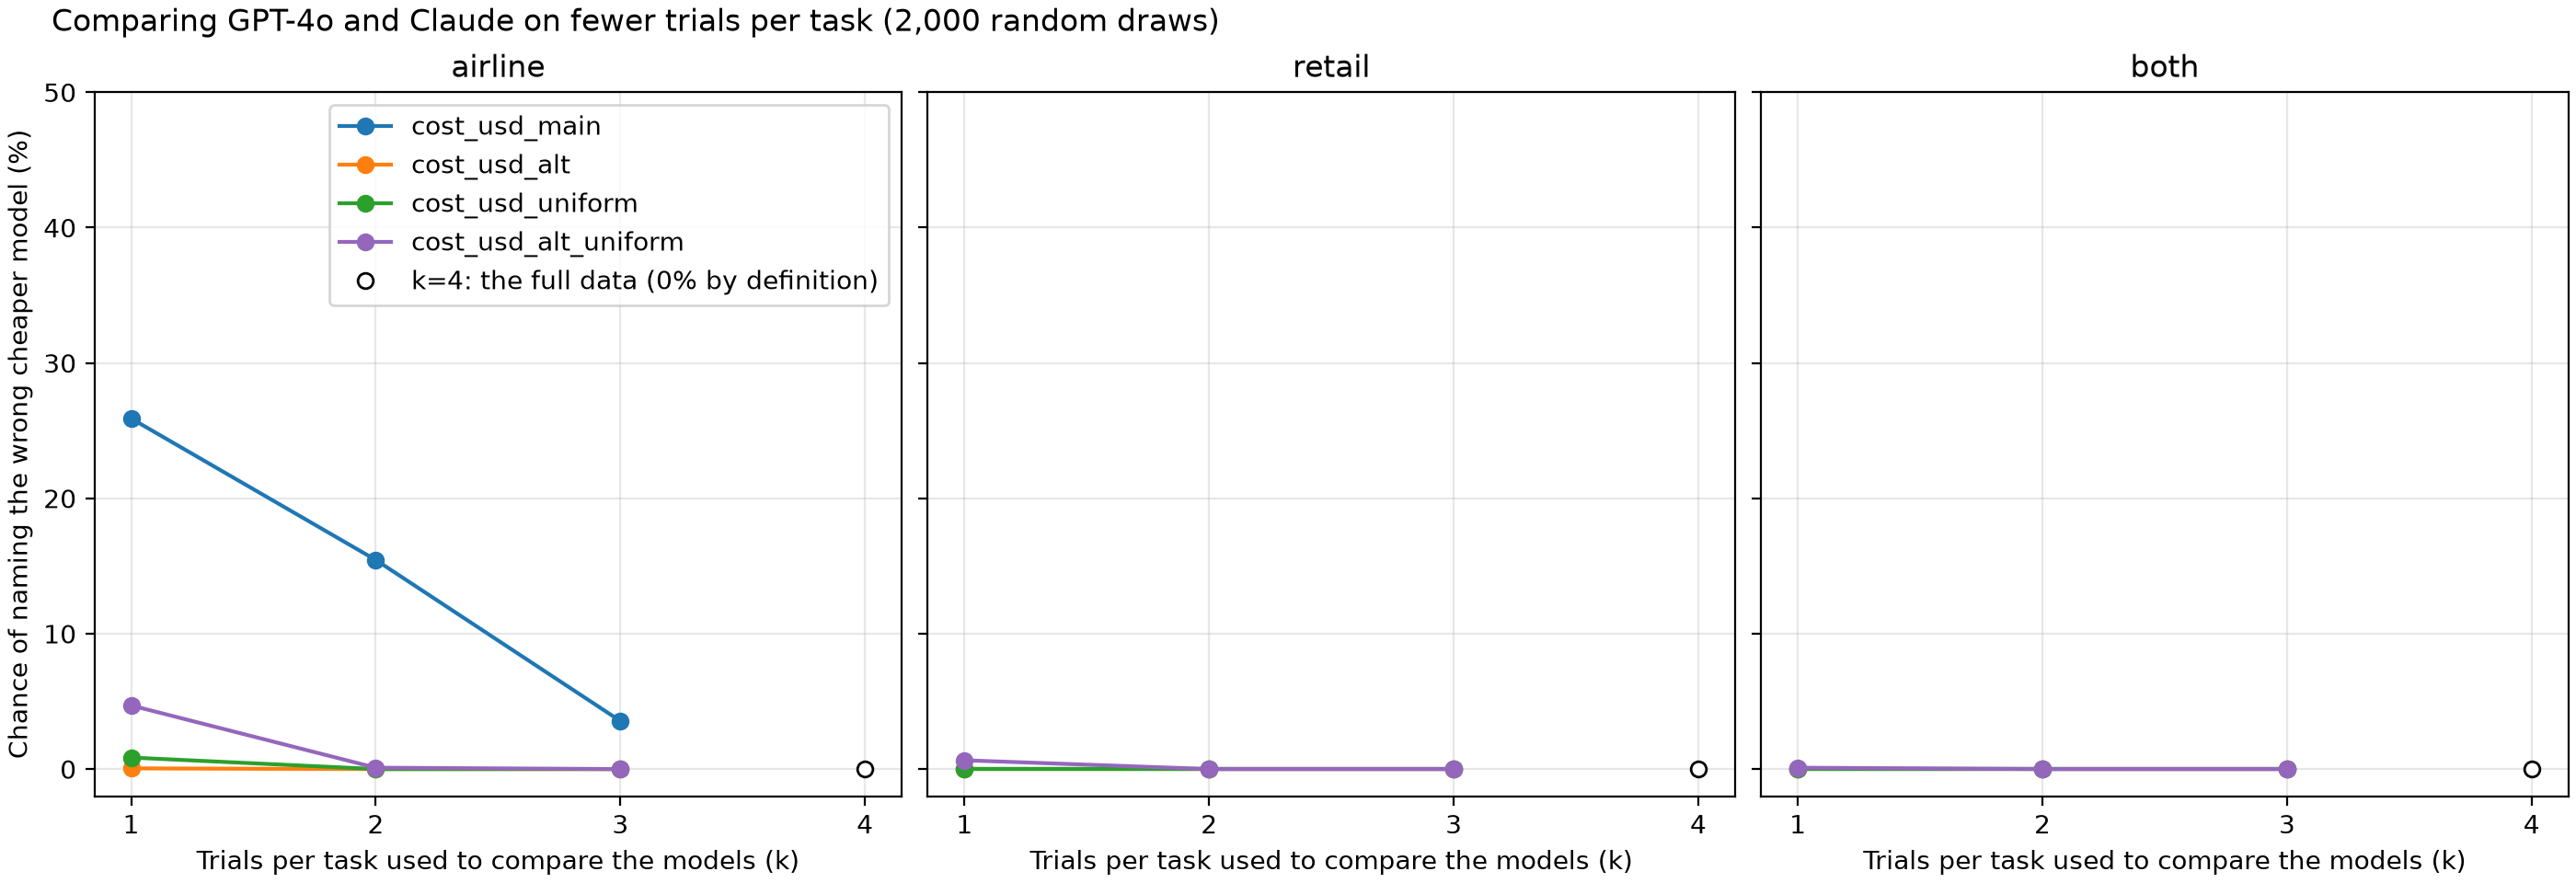 Comparing GPT-4o and Claude on fewer trials per task (2,000 random draws)
airline
retail
both
Chance of naming the wrong cheaper model (%)
50
40
30
20
10
0
cost_usd_main
cost_usd_alt
cost_usd_uniform
cost_usd_alt_uniform
k=4: the full data (0% by definition)
1 2 3 4
1 2 3 4
1 2 3 4
Trials per task used to compare the models (k)
Trials per task used to compare the models (k)
Trials per task used to compare the models (k)